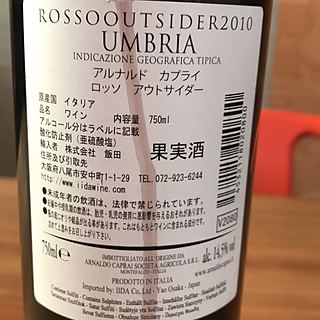 ROSSOOUTSIDER2010
UMBRIA
INDICAZIONE GEOGRAFICA TIPICA
アルナルド カプライ
ロッソ アウトサイダー
原産国 イタリア
品名 ワイン 内容量 750ml
アルコール分はラベルに記載
酸化防止剤(亜硫酸塩)
輸入者 株式会社 飯田 果実酒
住所及び引取先
大阪府八尾市安中町1-1-29 TEL 072-923-6244
www.iidawine.com
●未成年者の飲酒は、法律で禁じられています。
750ml℮
IMBOTTIGLIATO ALL'ORIGINE DA
ARNALDO CAPRAI SOCIETÀ AGRICOLA S.R.L.
MONTEFALCO - ITALIA
PRODOTTO IN ITALIA
Imported by: IIDA Co, Ltd - Yao Osaka - Japan
alc. 14,5% vol